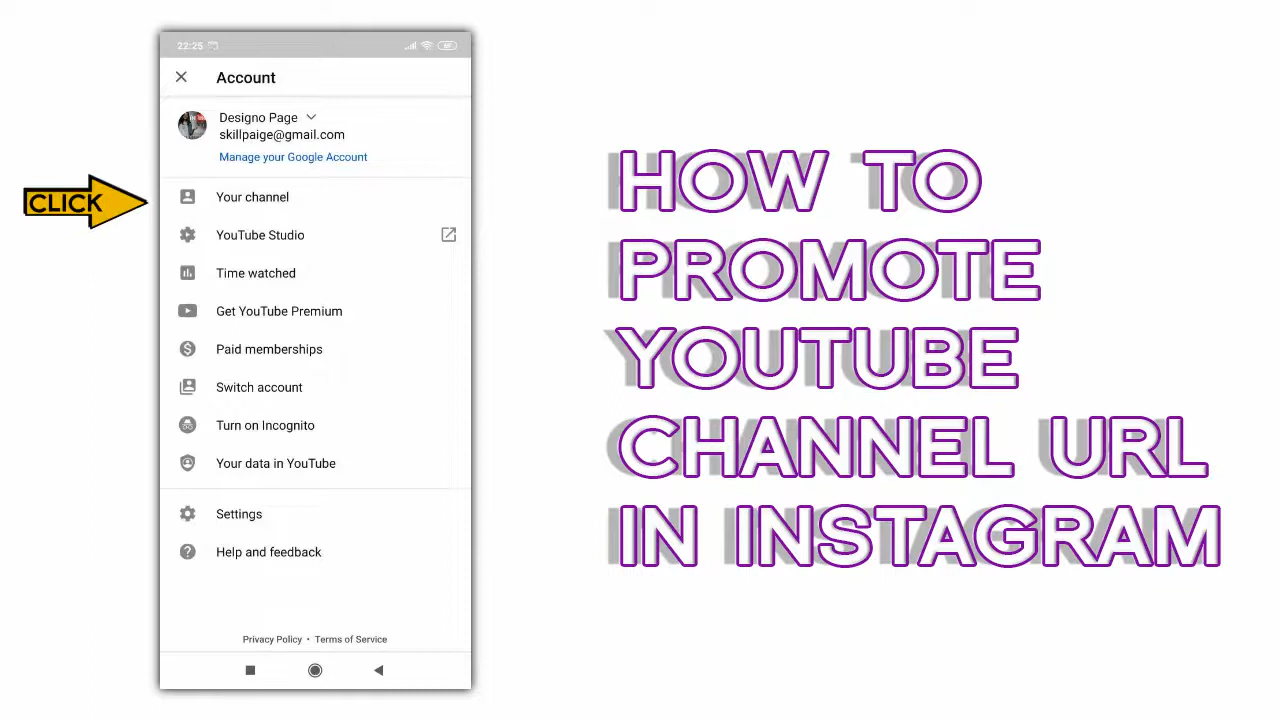 22:25
Account
Designo Page
skillpaige@gmail.com
Manage your Google Account
CLICK
Your channel
YouTube Studio
Time watched
Get YouTube Premium
Paid memberships
Switch account
Turn on Incognito
Your data in YouTube
Settings
Help and feedback
Privacy Policy • Terms of Service
HOW TO
PROMOTE
YOUTUBE
CHANNEL URL
IN INSTAGRAM